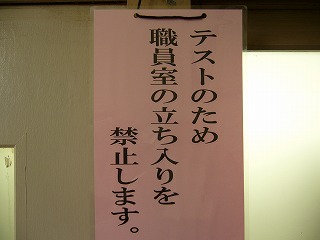 テストのため
職員室の立ち入りを
禁止します。